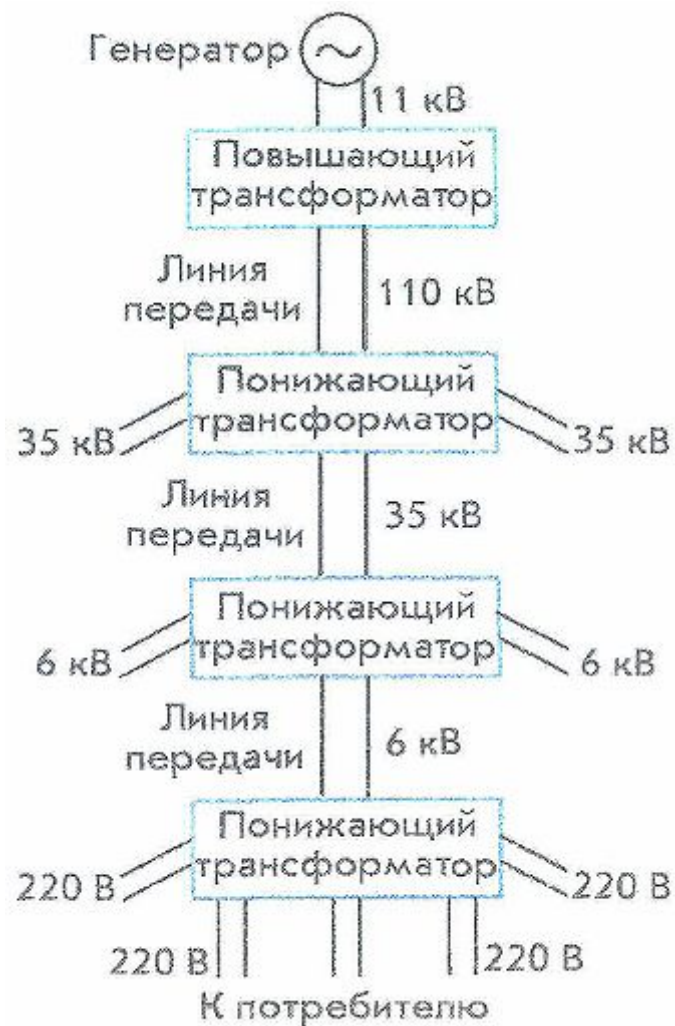 Генератор
11 кВ
Повышающий
трансформатор
Линия
передачи
110 кВ
Понижающий
трансформатор
35 кВ
35 кВ
Линия
передачи
35 кВ
Понижающий
трансформатор
6 кВ
6 кВ
Линия
передачи
6 кВ
Понижающий
трансформатор
220 В
220 В
220 В
220 В
К потребителю